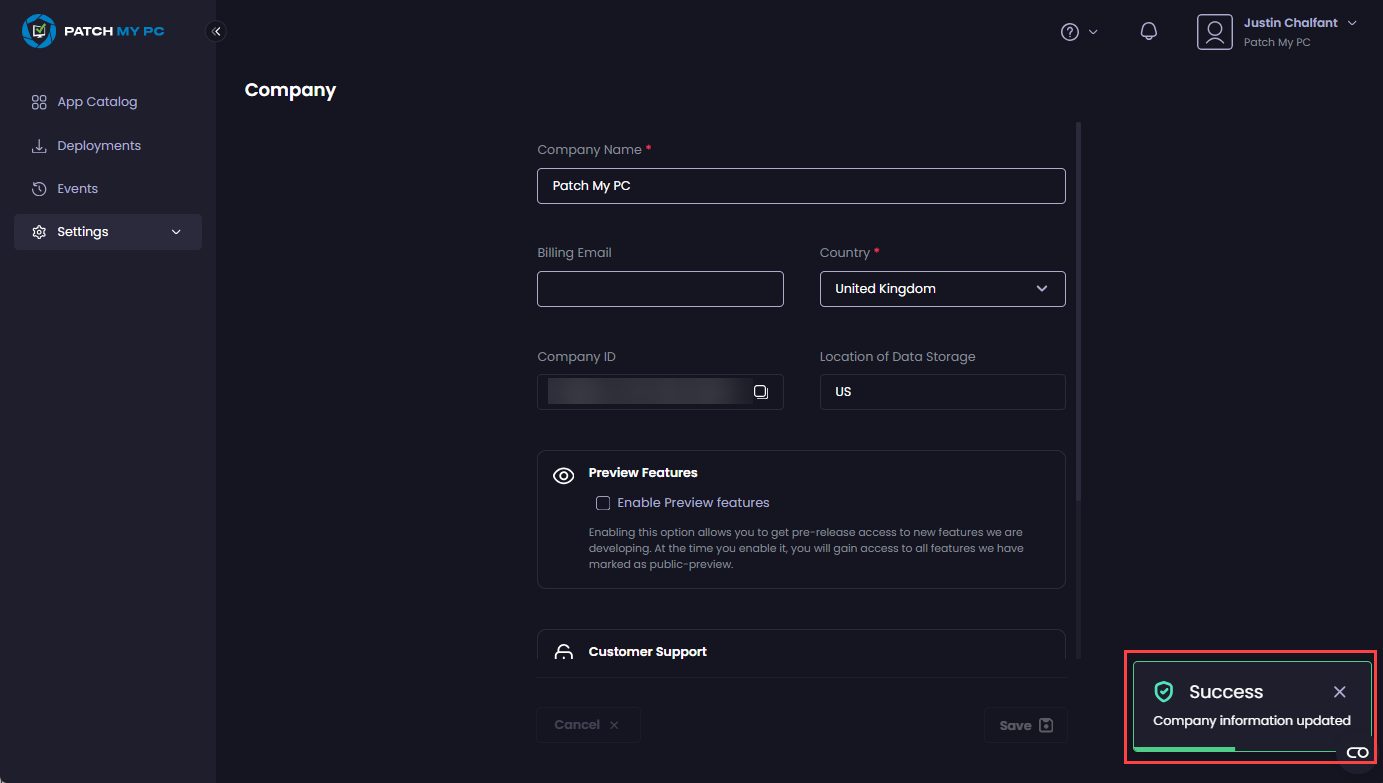 PATCH MY PC
Justin Chalfant
Patch My PC
App Catalog
Deployments
Events
Settings
Company
Company Name *
Patch My PC
Billing Email
Country *
United Kingdom
Company ID
Location of Data Storage
US
Preview Features
Enable Preview features
Enabling this option allows you to get pre-release access to new features we are
developing. At the time you enable it, you will gain access to all features we have
marked as public-preview.
Customer Support
Cancel
Save
Success
Company information updated